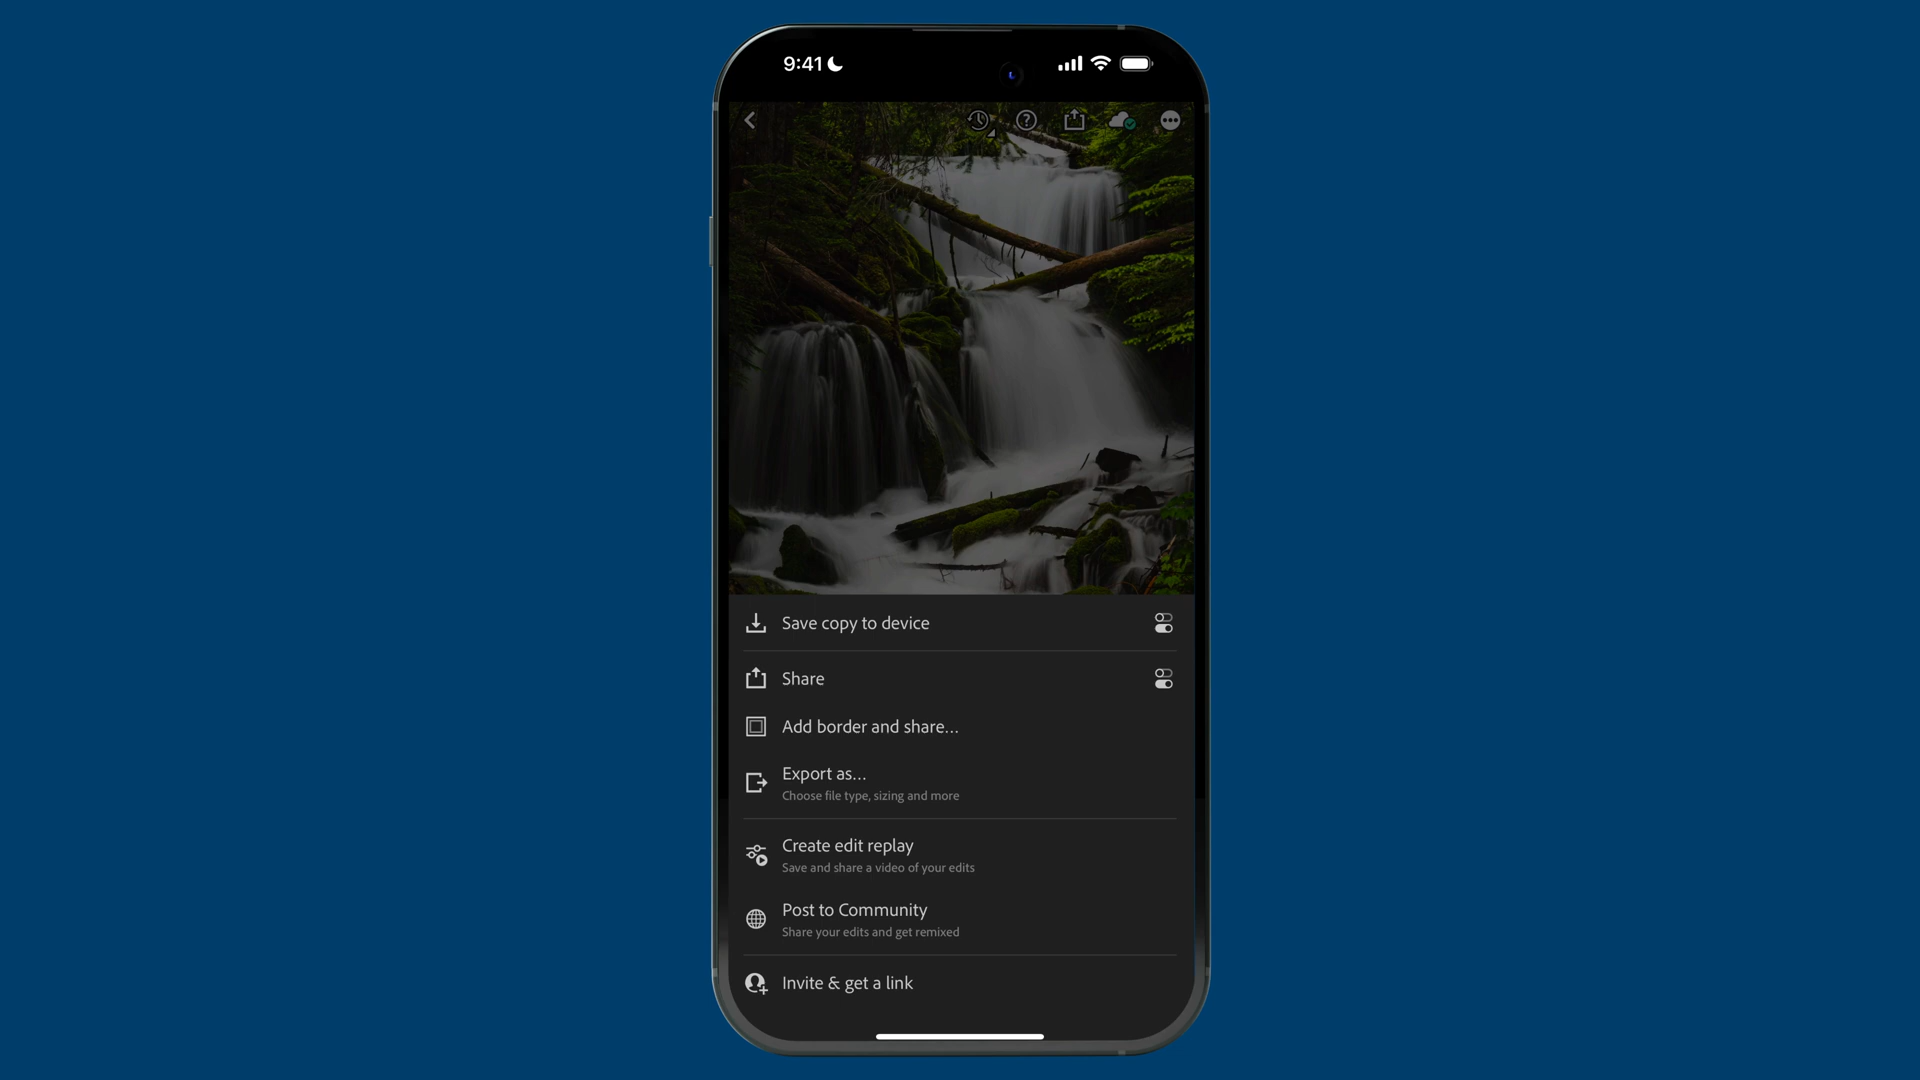 9:41
Save copy to device
Share
Add border and share...
Export as...
Choose file type, sizing and more
Create edit replay
Save and share a video of your edits
Post to Community
Share your edits and get remixed
Invite & get a link